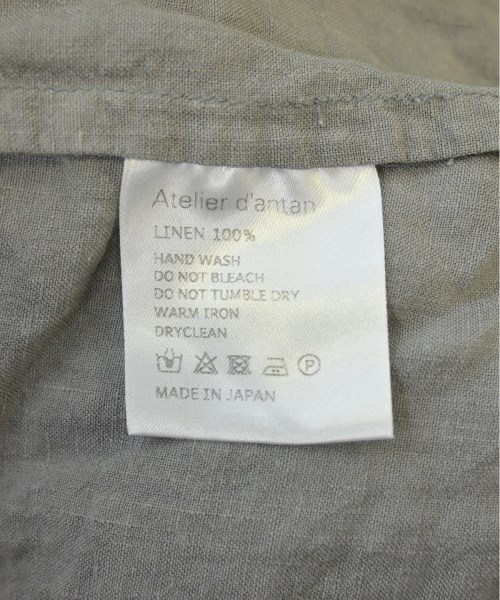 Atelier d'antan
LINEN 100%
HAND WASH
DO NOT BLEACH
DO NOT TUMBLE DRY
WARM IRON
DRYCLEAN
P
MADE IN JAPAN